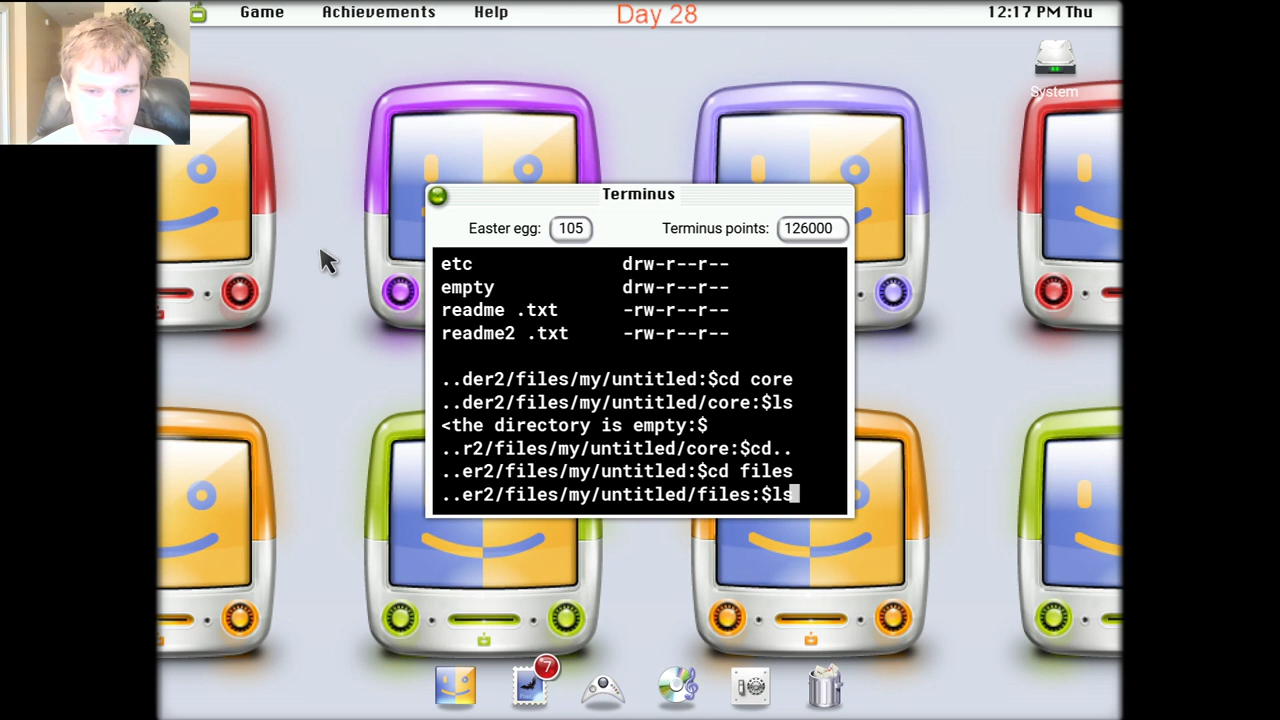 Game Achievements Help Day 28 12:17 PM Thu
System
Terminus
Easter egg: 105 Terminus points: 126000
etc drw-r--r--
empty drw-r--r--
readme .txt -rw-r--r--
readme2 .txt -rw-r--r--
..der2/files/my/untitled:$cd core
..der2/files/my/untitled/core:$ls
<the directory is empty:$
..r2/files/my/untitled/core:$cd..
..er2/files/my/untitled:$cd files
..er2/files/my/untitled/files:$ls
7